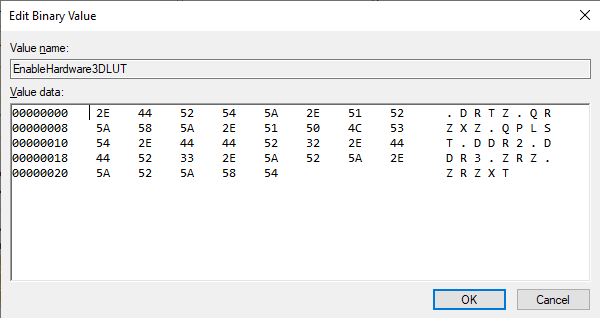 Edit Binary Value
Value name:
EnableHardware3DLUT
Value data:
00000000 2E 44 52 54 5A 2E 51 52 . D R T Z . Q R
00000008 5A 58 5A 2E 51 50 4C 53 Z X Z . Q P L S
00000010 54 2E 44 44 52 32 2E 44 T . D D R 2 . D
00000018 44 52 33 2E 5A 52 5A 2E D R 3 . Z R Z .
00000020 5A 52 5A 58 54 Z R Z X T
OK Cancel